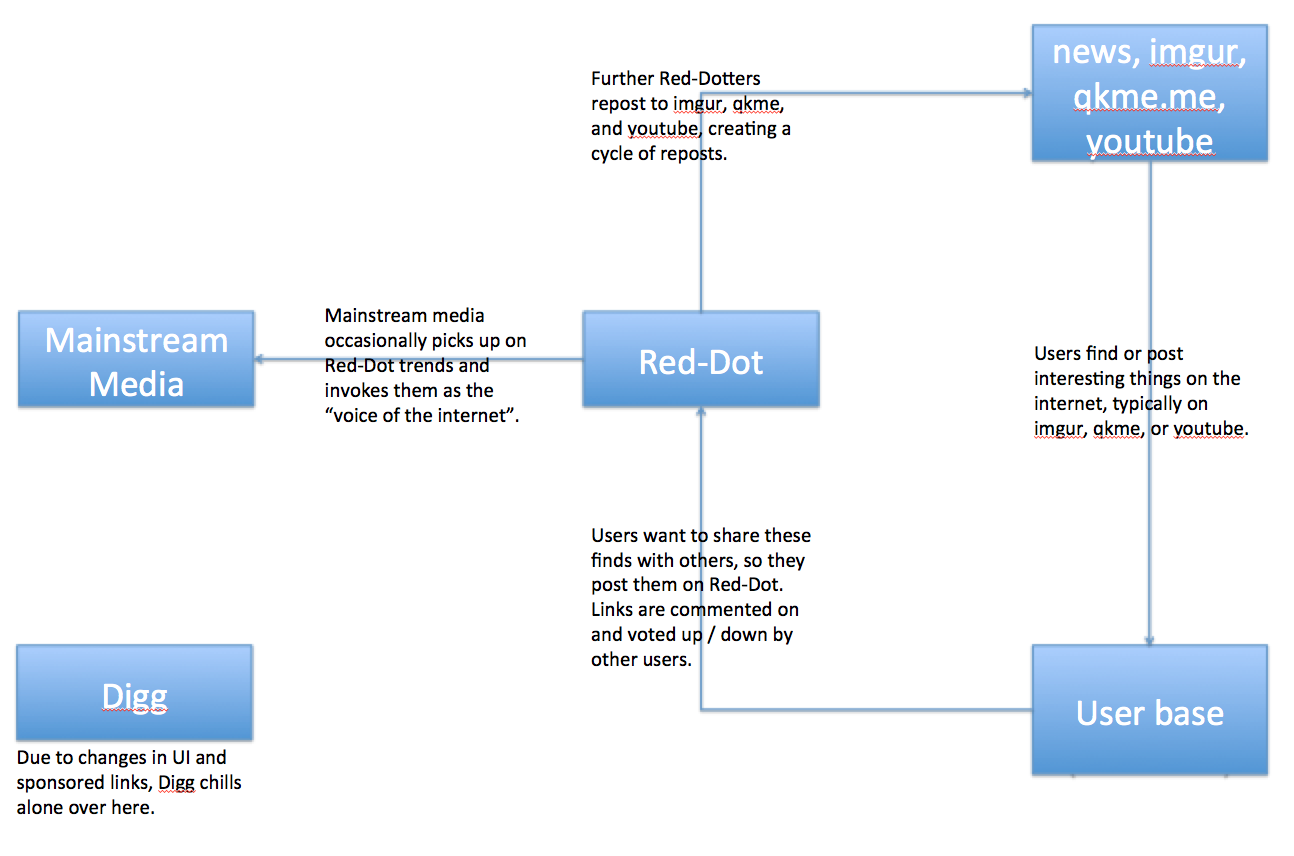 news, imgur,
qkme.me,
youtube
Further Red-Dotters
repost to imgur, qkme,
and youtube, creating a
cycle of reposts.
Mainstream
Media
Mainstream media
occasionally picks up on
Red-Dot trends and
invokes them as the
“voice of the internet”.
Red-Dot
Users find or post
interesting things on the
internet, typically on
imgur, qkme, or youtube.
Users want to share these
finds with others, so they
post them on Red-Dot.
Links are commented on
and voted up / down by
other users.
Digg
Due to changes in UI and
sponsored links, Digg chills
alone over here.
User base